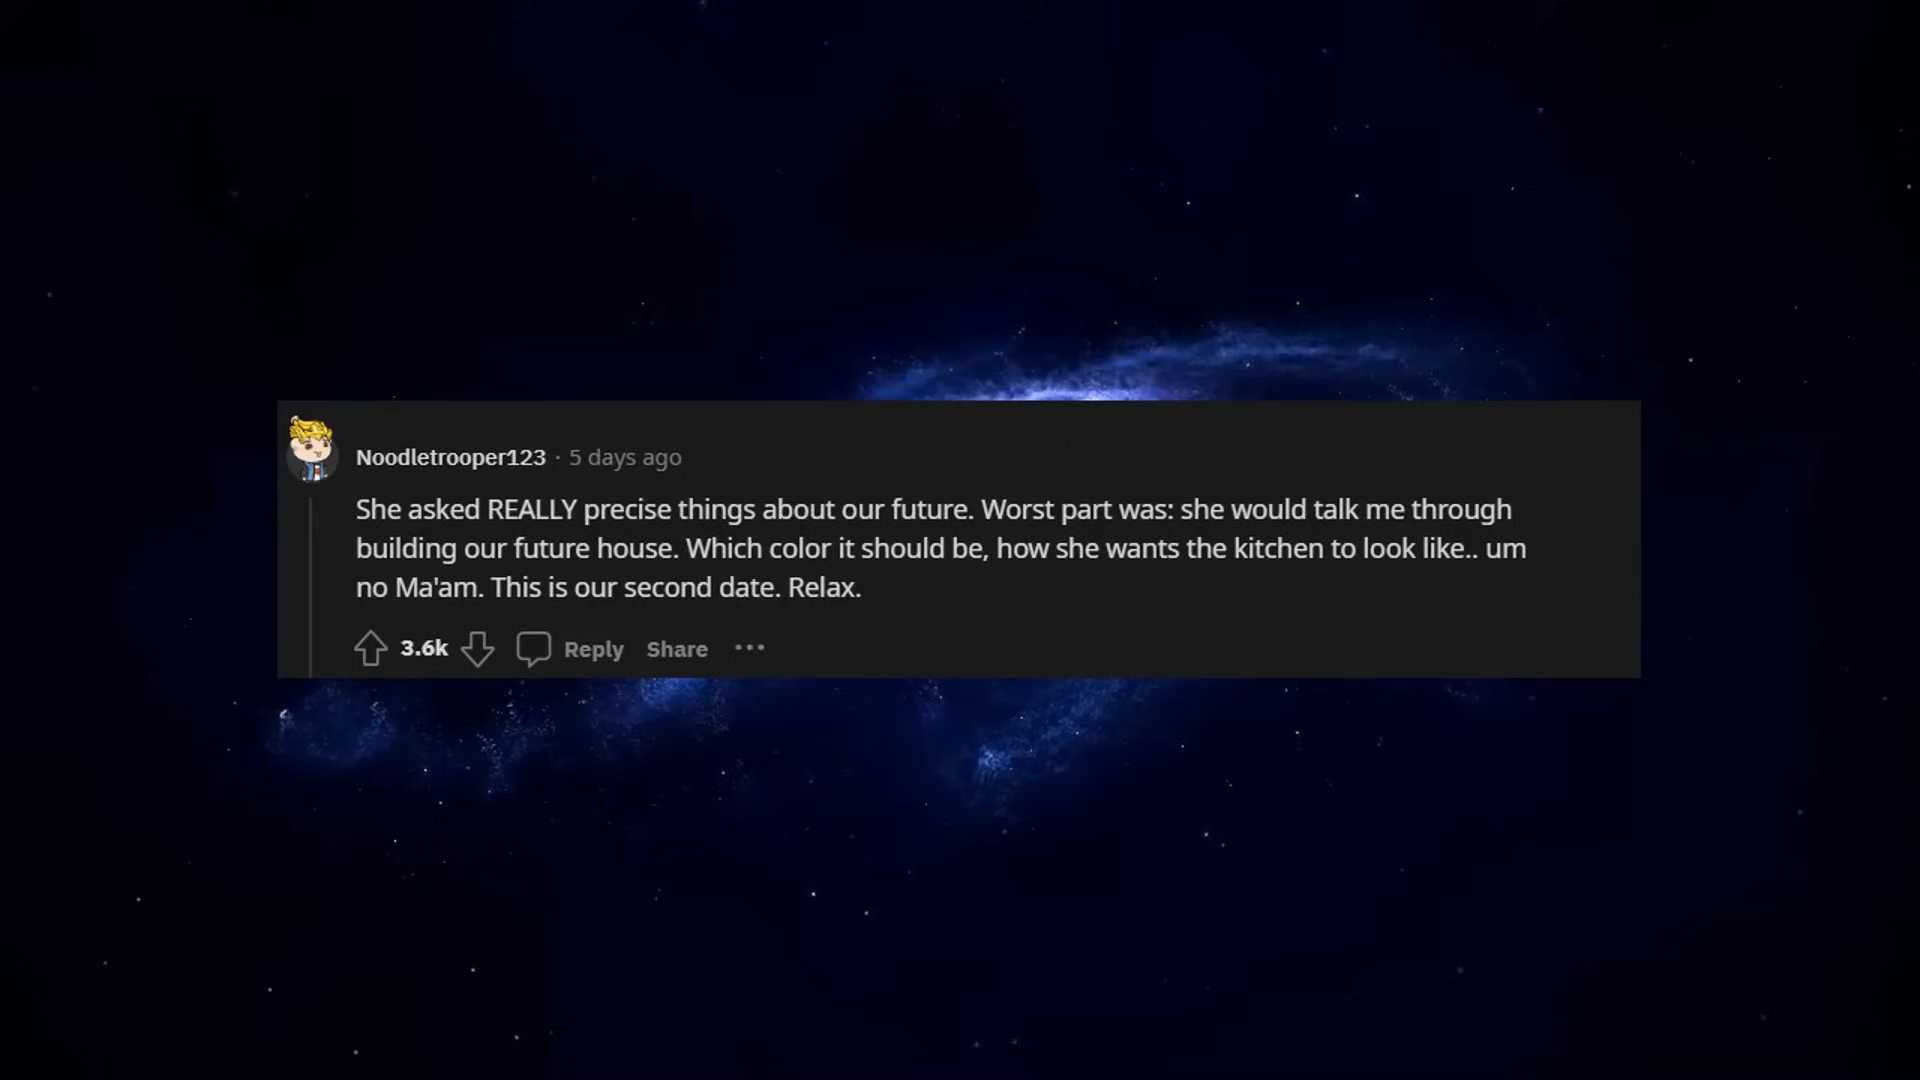 Noodletrooper123 · 5 days ago
She asked REALLY precise things about our future. Worst part was: she would talk me through
building our future house. Which color it should be, how she wants the kitchen to look like.. um
no Ma'am. This is our second date. Relax.
3.6k Reply Share ···